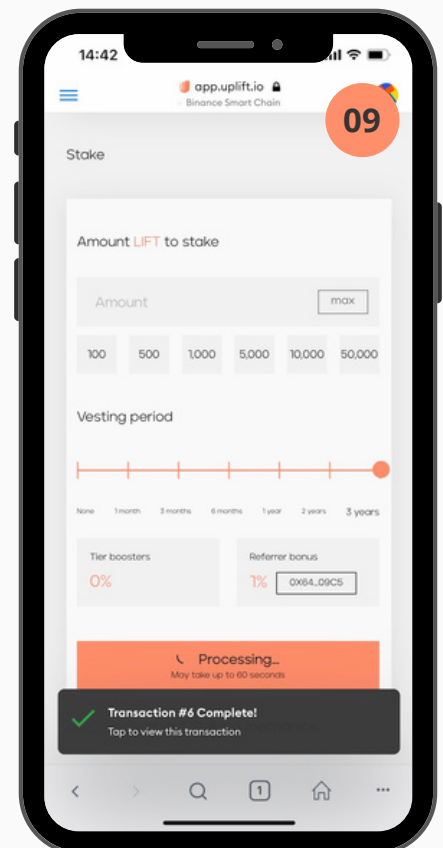 14:42
app.uplift.io
- Binance Smart Chain
09
Stake
Amount LIFT to stake
Amount
max
100 500 1,000 5,000 10,000 50,000
Vesting period
None 1 month 3 months 6 months 1 year 2 years 3 years
Tier boosters
0%
Referrer bonus
1% 0X64...09C5
Processing...
May take up to 60 seconds
Transaction #6 Complete!
Tap to view this transaction
1